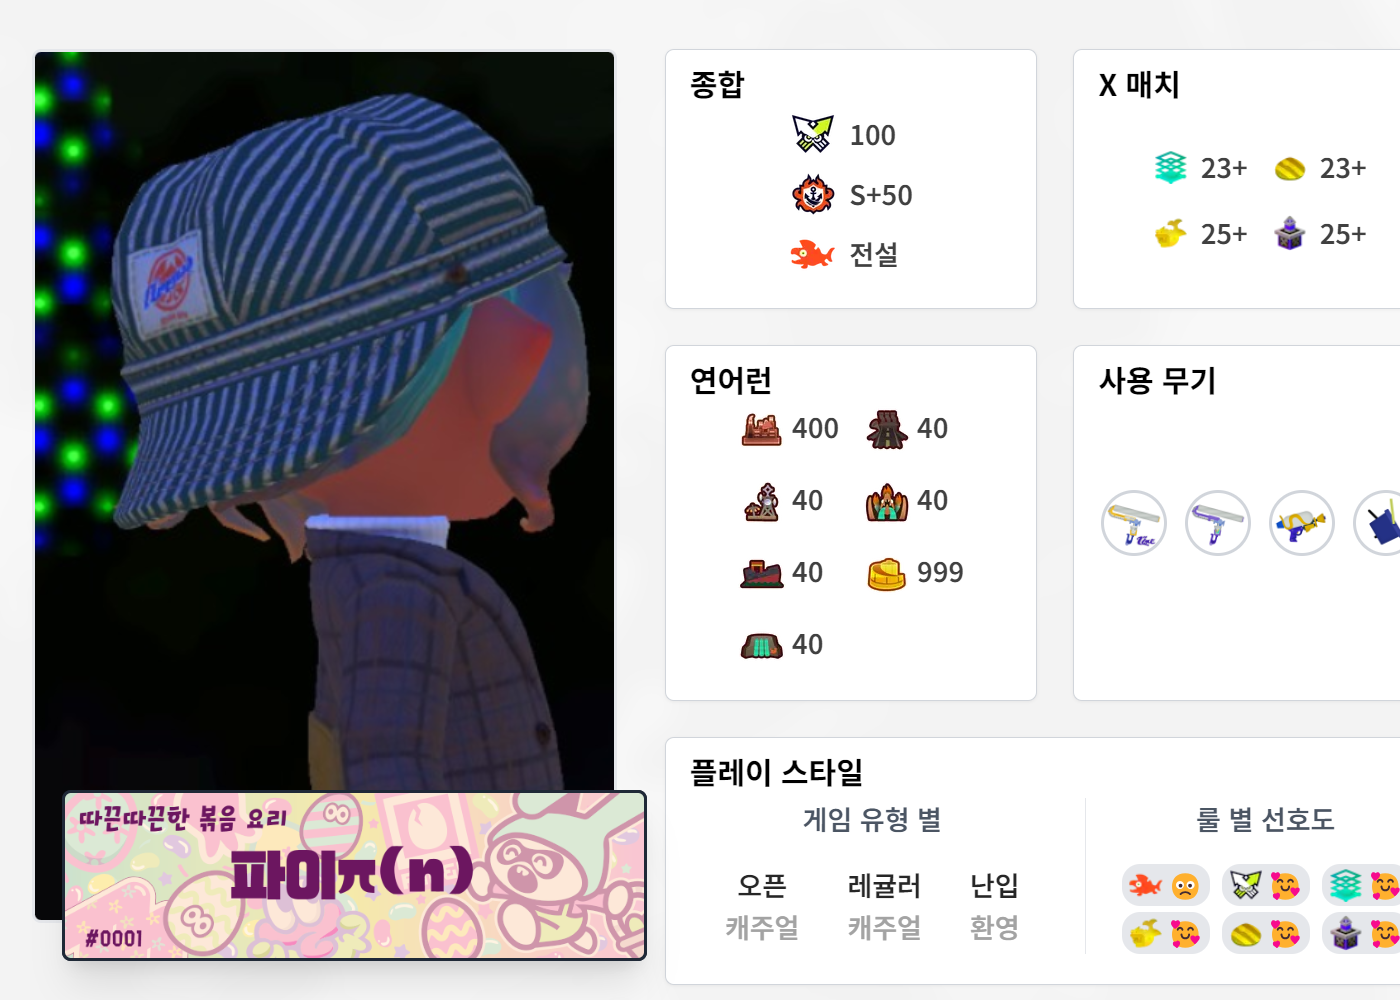 종합
100
S+50
전설
X 매치
23+ 23+
25+ 25+
연어런
400 40
40 40
40 999
40
사용 무기
플레이 스타일
게임 유형 별
오픈 레귤러 난입
캐주얼 캐주얼 환영
룰 별 선호도
따끈따끈한 볶음 요리
파이π(n)
#0001